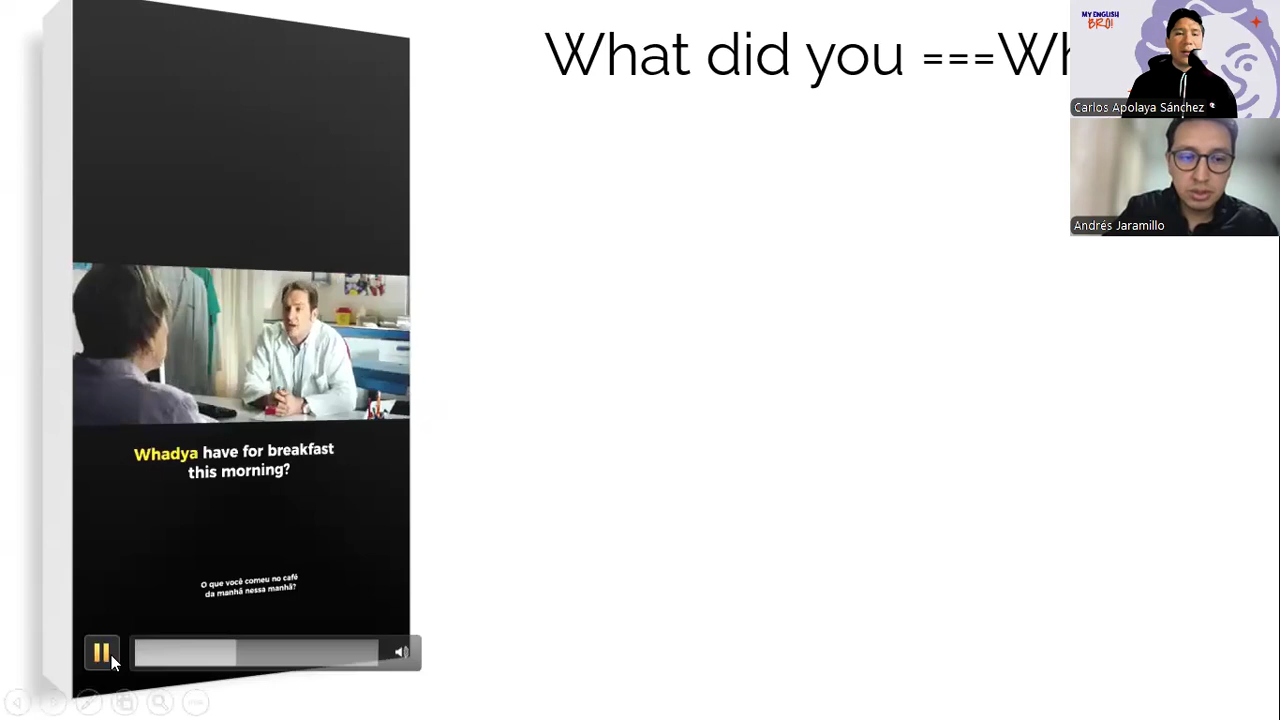 What did you ===Wh
MY ENGLISH
BRO!
Carlos Apolaya Sánchez
Andrés Jaramillo
Whadya have for breakfast
this morning?
O que você comeu no café
da manhã nessa manhã?